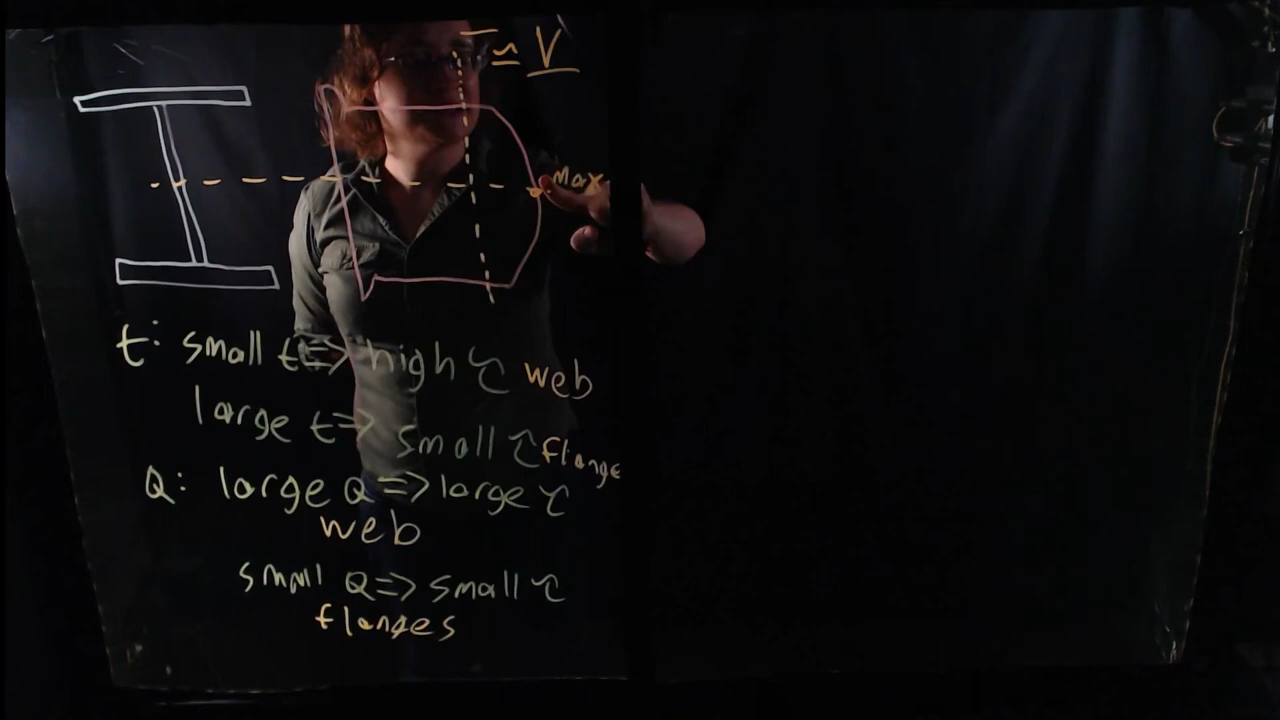 ≈ V
Max
t: small t => high τ web
large t => small τ flange
Q: large Q => large τ
web
small Q => small τ
flanges